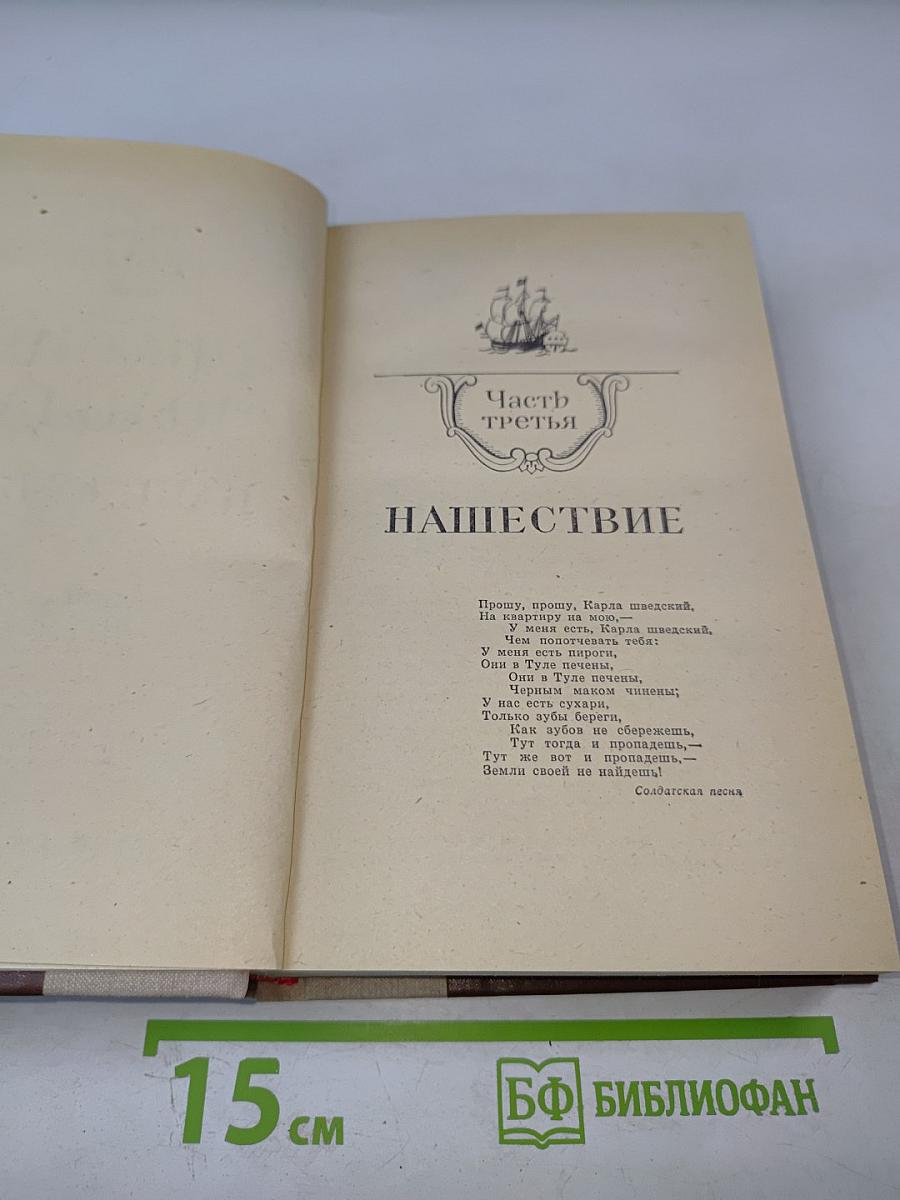 Часть
третья
НАШЕСТВИЕ
Прошу, прошу, Карла шведский,
На квартиру на мою,—
У меня есть, Карла шведский,
Чем попотчевать тебя:
У меня есть пироги,
Они в Туле печены,
Они в Туле печены,
Черным маком чинены;
У нас есть сухари,
Только зубы береги,
Как зубов не сбережешь,
Тут тогда и пропадешь,—
Тут же вот и пропадешь,—
Земли своей не найдешь!
Солдатская песня
15 см
БФ БИБЛИОФАН